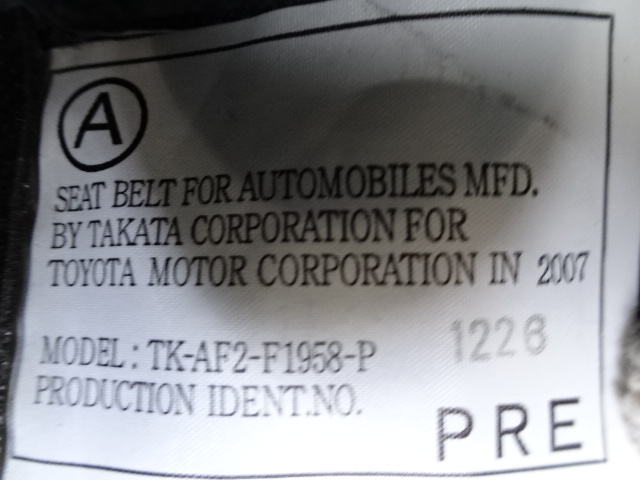 A
SEAT BELT FOR AUTOMOBILES MFD.
BY TAKATA CORPORATION FOR
TOYOTA MOTOR CORPORATION IN 2007
1226
MODEL: TK-AF2-F1958-P
PRODUCTION IDENT.NO.
PRE